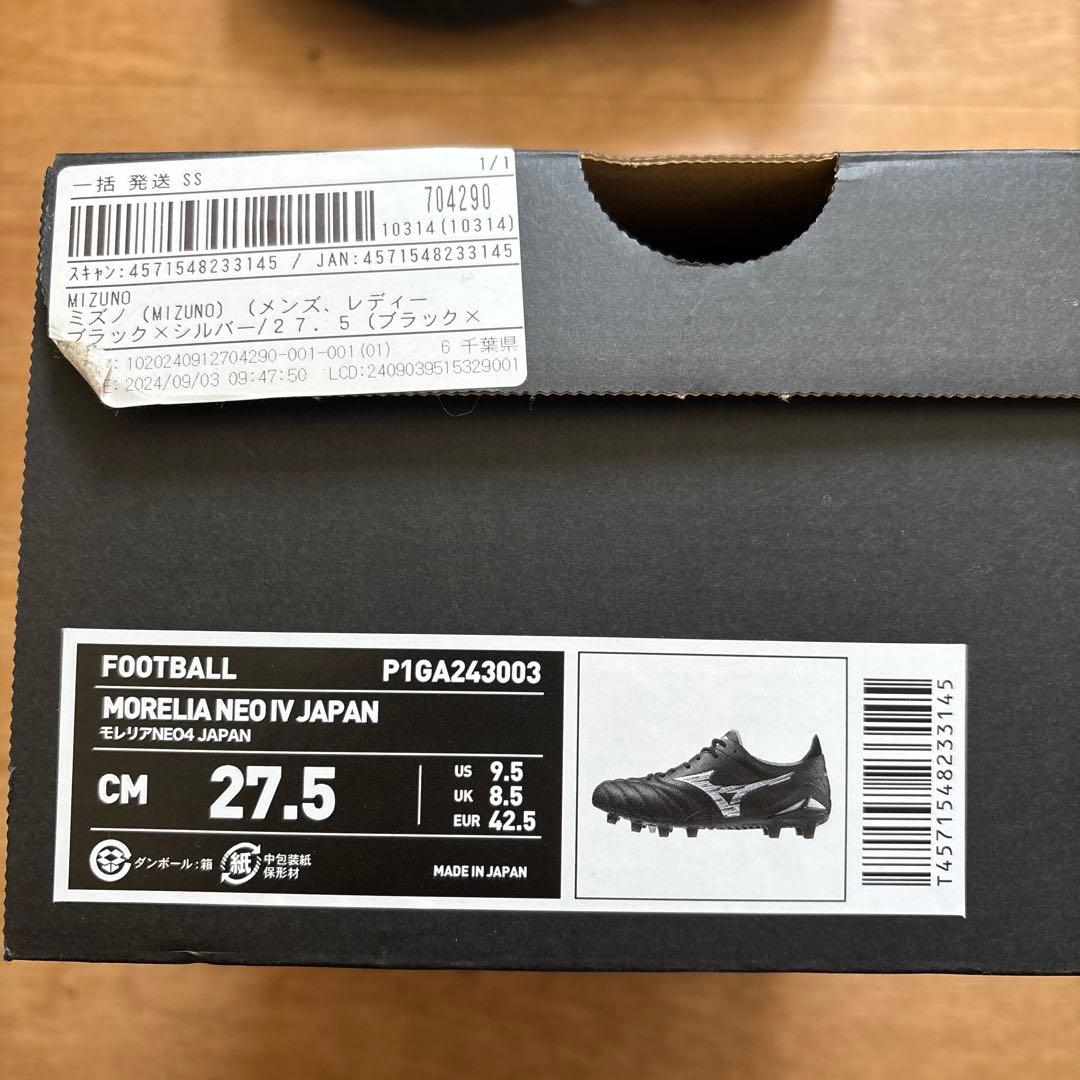 一括 発送 SS
1/1
704290
10314(10314)
スキャン:4571548233145 / JAN:4571548233145
MIZUNO
ミズノ (MIZUNO) (メンズ、レディー
ブラック×シルバー/27.5 (ブラック×
: 1020240912704290-001-001(01) 6 千葉県
E: 2024/09/03 09:47:50 LCD:2409039515329001
FOOTBALL P1GA243003
MORELIA NEO IV JAPAN
モレリアNEO4 JAPAN
CM 27.5
US 9.5
UK 8.5
EUR 42.5
ダンボール:箱
紙 中包装紙
保形材
MADE IN JAPAN
T4571548233145